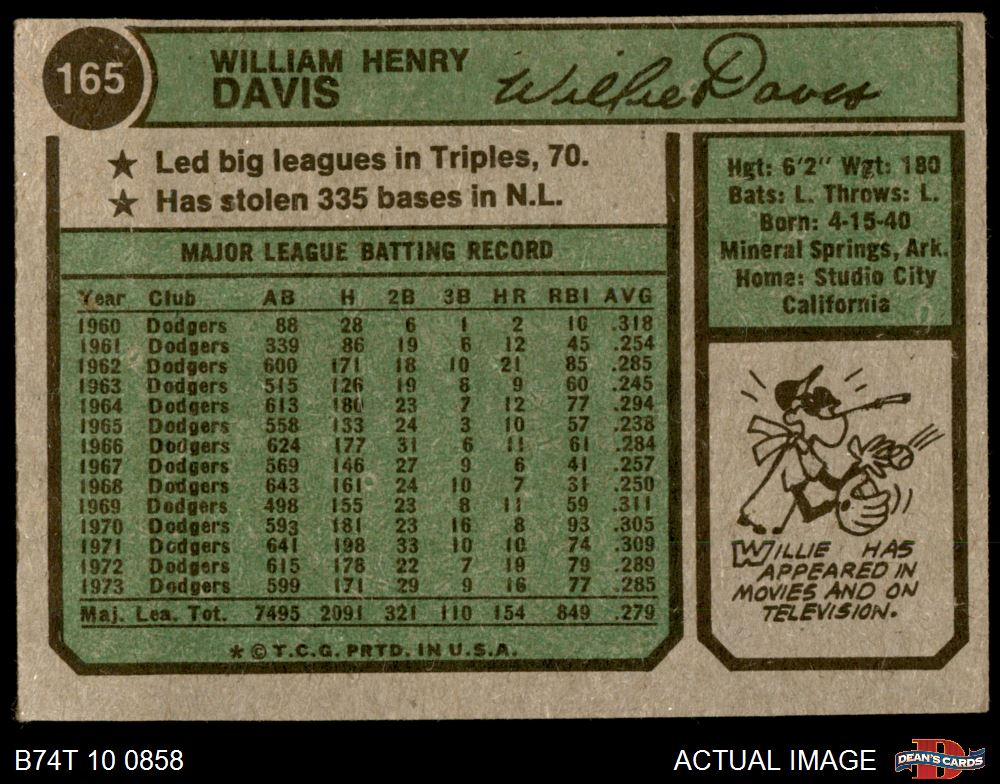 165
WILLIAM HENRY
DAVIS
Willie Davis
★ Led big leagues in Triples, 70.
★ Has stolen 335 bases in N.L.
MAJOR LEAGUE BATTING RECORD
Year Club AB H 2B 3B HR RBI AVG
1960 Dodgers 88 28 6 1 2 10 .318
1961 Dodgers 339 86 19 6 12 45 .254
1962 Dodgers 600 171 18 10 21 85 .285
1963 Dodgers 515 126 19 8 9 60 .245
1964 Dodgers 613 180 23 7 12 77 .294
1965 Dodgers 558 133 24 3 10 57 .238
1966 Dodgers 624 177 31 6 11 61 .284
1967 Dodgers 569 146 27 9 6 41 .257
1968 Dodgers 643 161 24 10 7 31 .250
1969 Dodgers 498 155 23 8 11 59 .311
1970 Dodgers 593 181 23 16 8 93 .305
1971 Dodgers 641 198 33 10 10 74 .309
1972 Dodgers 615 178 22 7 19 79 .289
1973 Dodgers 599 171 29 9 16 77 .285
Maj. Lea. Tot. 7495 2091 321 110 154 849 .279
* © T.C.G. PRTD. IN U.S.A.
Hgt: 6'2" Wgt: 180
Bats: L. Throws: L.
Born: 4-15-40
Mineral Springs, Ark.
Home: Studio City
California
WILLIE HAS
APPEARED IN
MOVIES AND ON
TELEVISION.
B74T 10 0858
ACTUAL IMAGE
DEAN'S CARDS